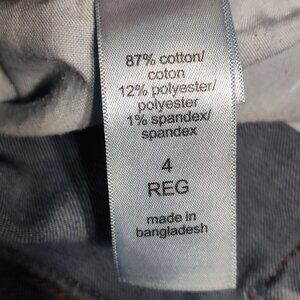 87% cotton/
coton
12% polyester/
polyester
1% spandex/
spandex
4
REG
made in
bangladesh